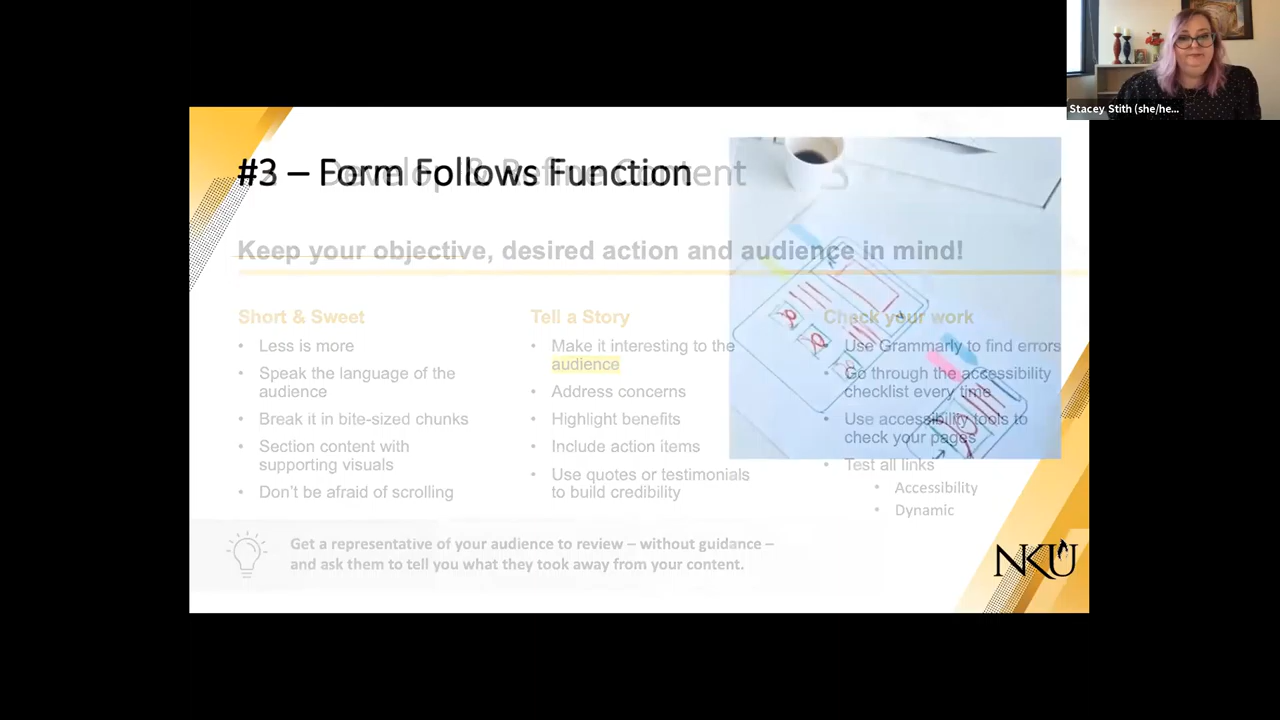 Stacey Stith (she/he...
#3 – Form Follows Function
Develop & Refine Content
Keep your objective, desired action and audience in mind!
Short & Sweet
• Less is more
• Speak the language of the
audience
• Break it in bite-sized chunks
• Section content with
supporting visuals
• Don't be afraid of scrolling
Tell a Story
• Make it interesting to the
audience
• Address concerns
• Highlight benefits
• Include action items
• Use quotes or testimonials
to build credibility
Check your work
• Use Grammarly to find errors
• Go through the accessibility
checklist every time
• Use accessibility tools to
check your pages
• Test all links
• Accessibility
• Dynamic
Get a representative of your audience to review – without guidance –
and ask them to tell you what they took away from your content.
NKU